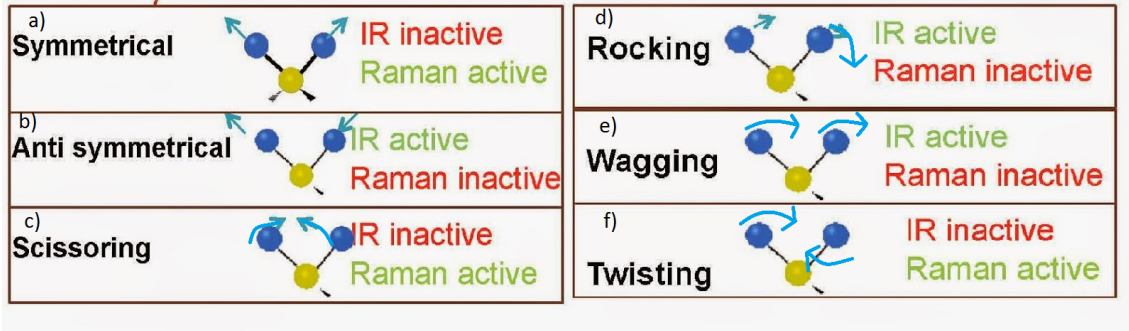 a)
Symmetrical
IR inactive
Raman active
b)
Anti symmetrical
IR active
Raman inactive
c)
Scissoring
IR inactive
Raman active
d)
Rocking
IR active
Raman inactive
e)
Wagging
IR active
Raman inactive
f)
Twisting
IR inactive
Raman active